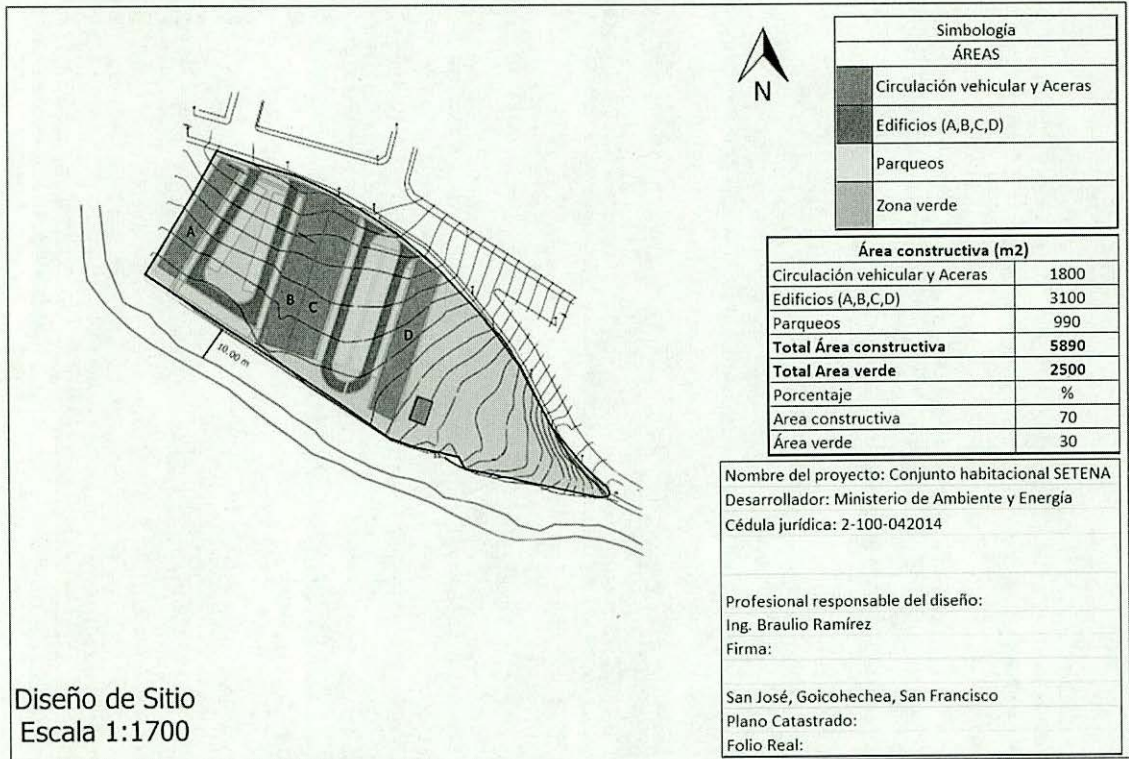 N
Simbología
ÁREAS
Circulación vehicular y Aceras
Edificios (A,B,C,D)
Parqueos
Zona verde
A
B C
D
10.00 m
Área constructiva (m2)
Circulación vehicular y Aceras 1800
Edificios (A,B,C,D) 3100
Parqueos 990
Total Área constructiva 5890
Total Area verde 2500
Porcentaje %
Area constructiva 70
Área verde 30
Nombre del proyecto: Conjunto habitacional SETENA
Desarrollador: Ministerio de Ambiente y Energía
Cédula jurídica: 2-100-042014
Profesional responsable del diseño:
Ing. Braulio Ramírez
Firma:
San José, Goicohechea, San Francisco
Plano Catastrado:
Folio Real:
Diseño de Sitio
Escala 1:1700